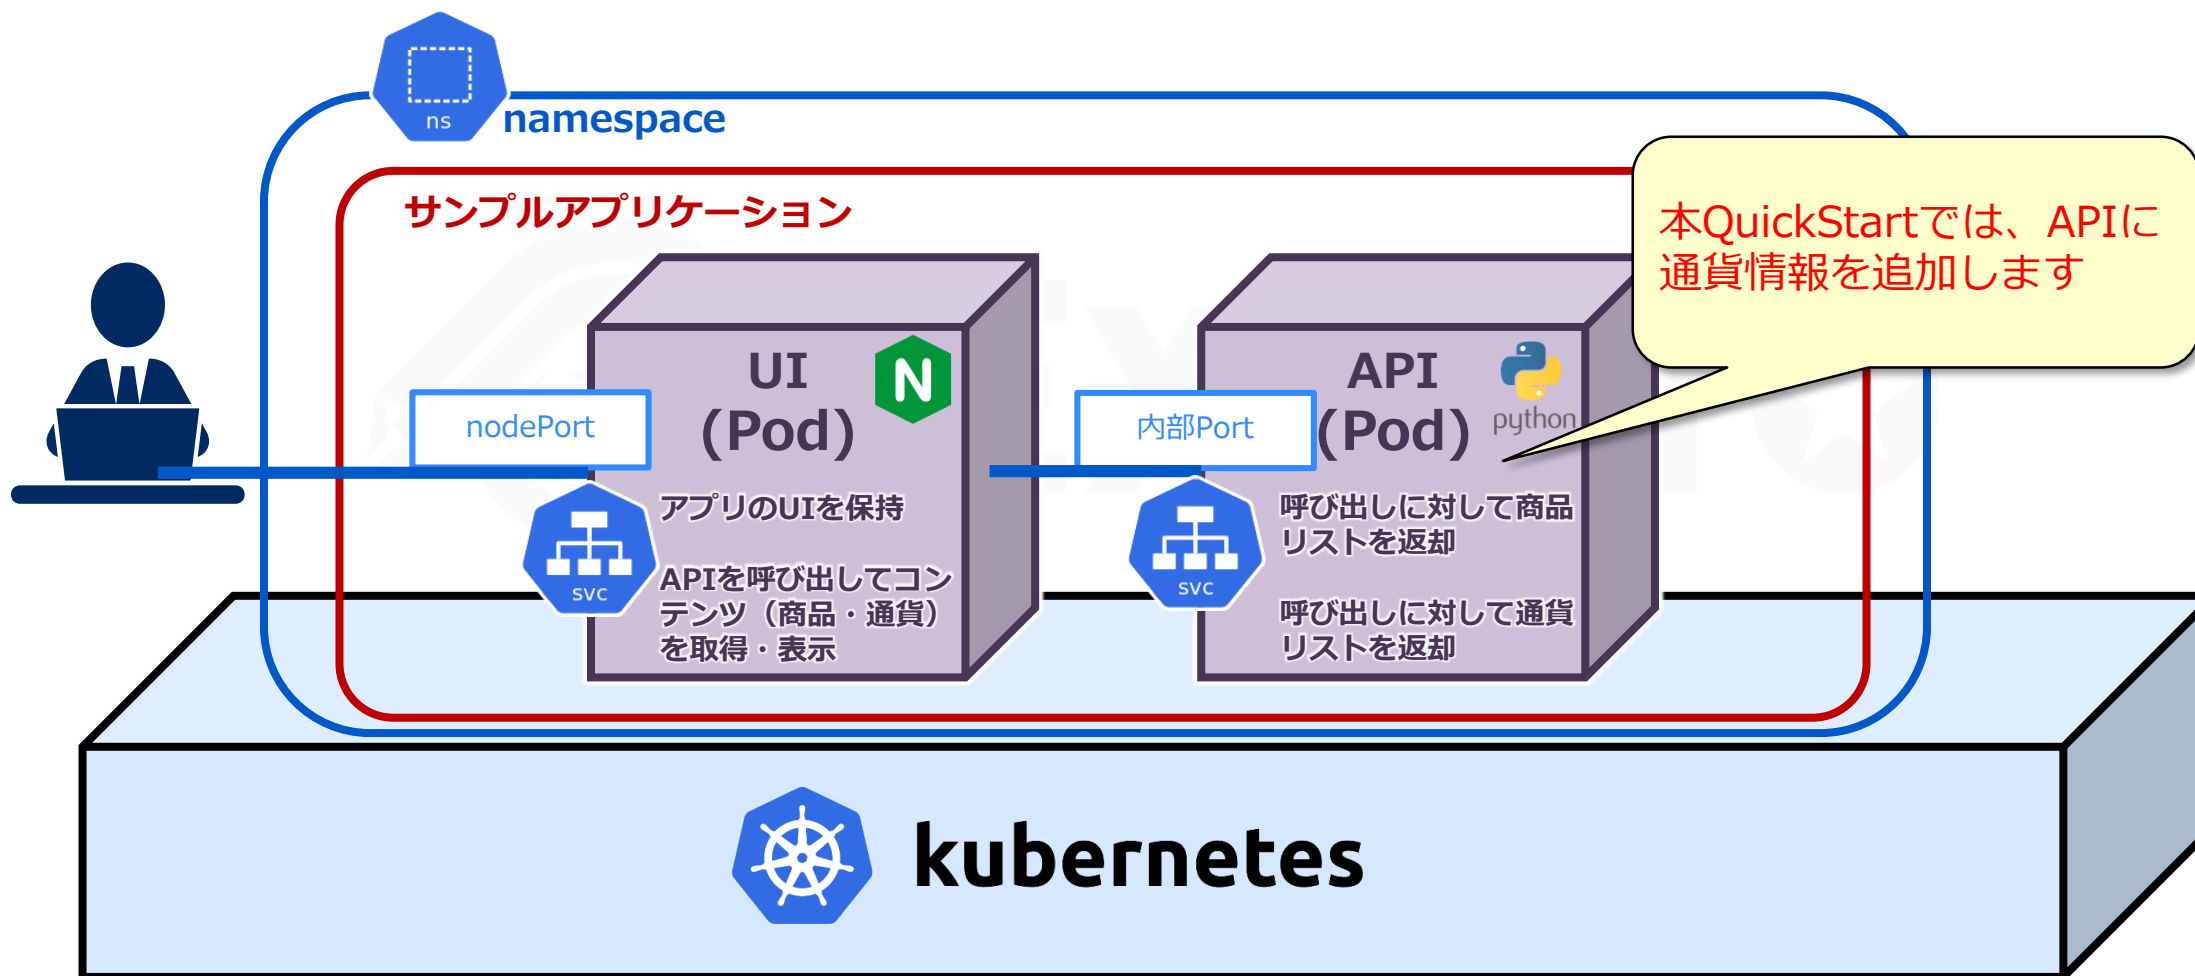 ns
namespace
サンプルアプリケーション
本QuickStartでは、APIに
通貨情報を追加します
nodePort
UI
(Pod)
N
svc
アプリのUIを保持
APIを呼び出してコン
テンツ（商品・通貨）
を取得・表示
内部Port
API
(Pod)
python
svc
呼び出しに対して商品
リストを返却
呼び出しに対して通貨
リストを返却
kubernetes